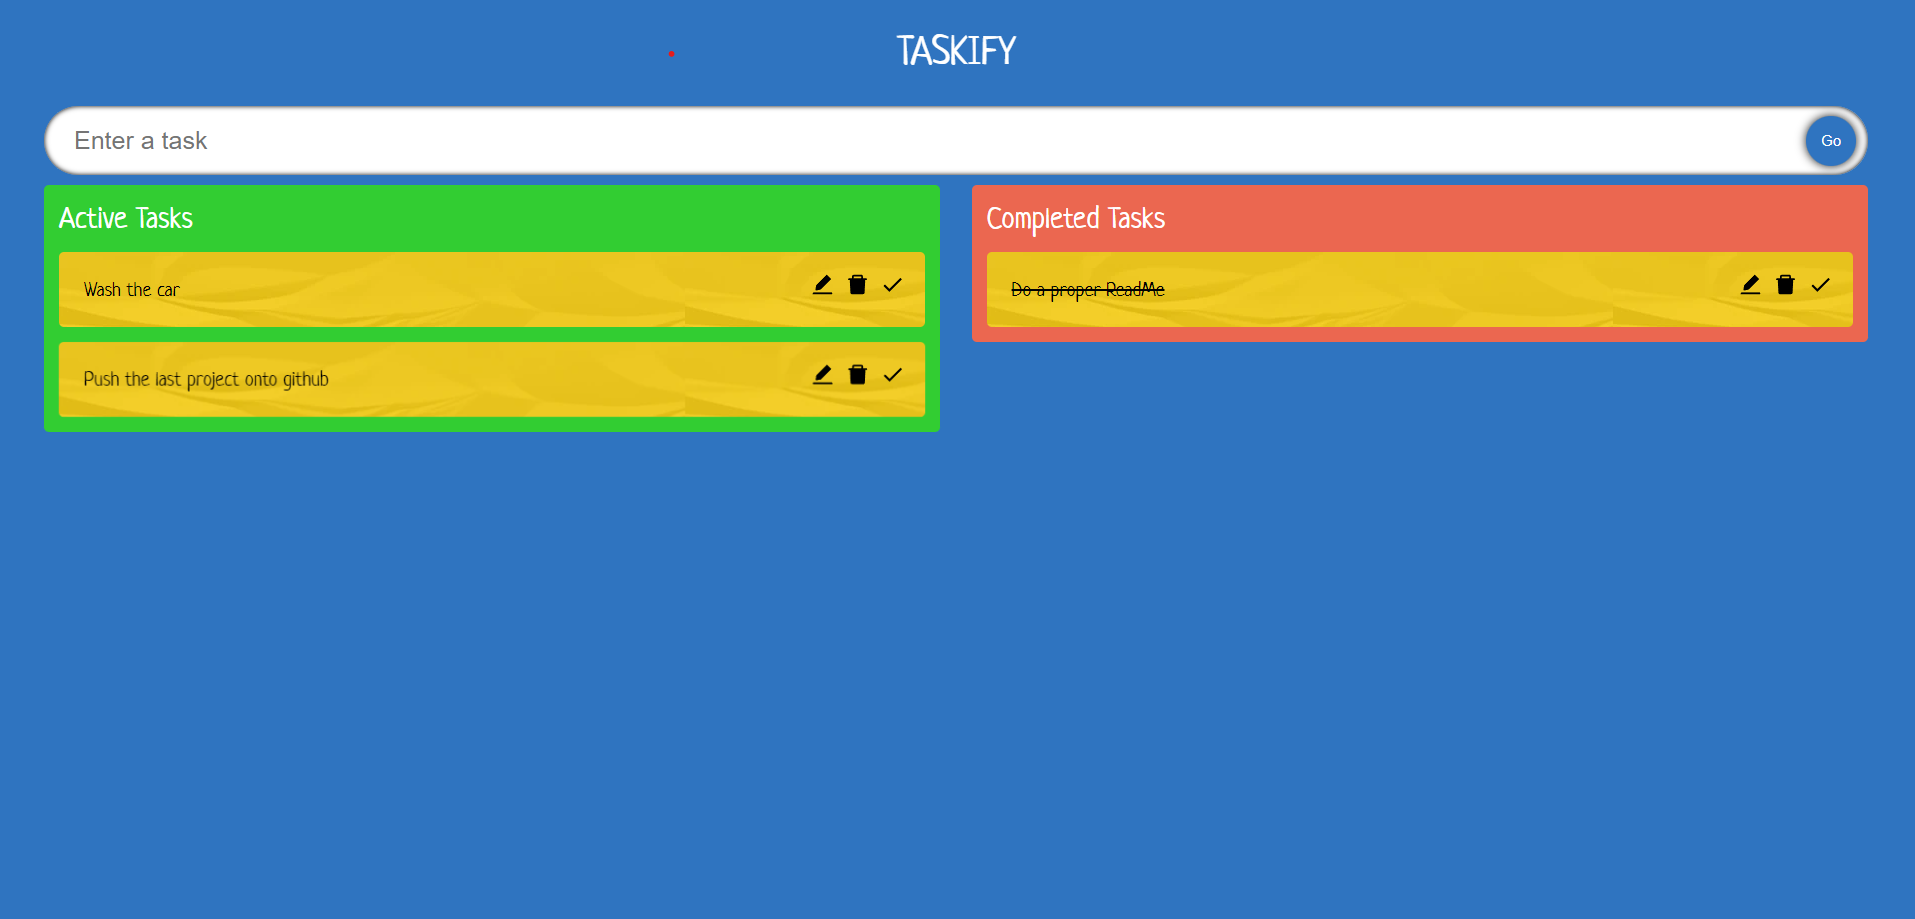 TASKIFY
Enter a task
Go
Active Tasks
Wash the car
Push the last project onto github
Completed Tasks
Do a proper ReadMe